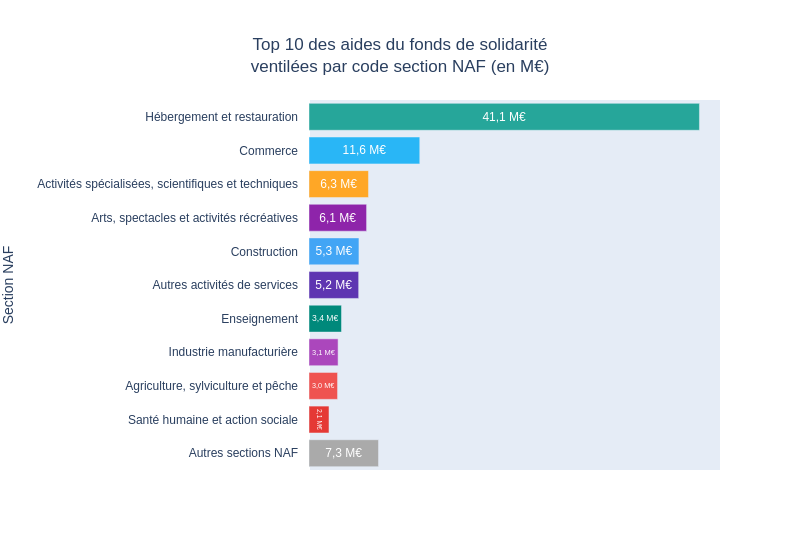 Top 10 des aides du fonds de solidarité
ventilées par code section NAF (en M€)
Section NAF
Hébergement et restauration 41,1 M€
Commerce 11,6 M€
Activités spécialisées, scientifiques et techniques 6,3 M€
Arts, spectacles et activités récréatives 6,1 M€
Construction 5,3 M€
Autres activités de services 5,2 M€
Enseignement 3,4 M€
Industrie manufacturière 3,1 M€
Agriculture, sylviculture et pêche 3,0 M€
Santé humaine et action sociale 2,1 M€
Autres sections NAF 7,3 M€